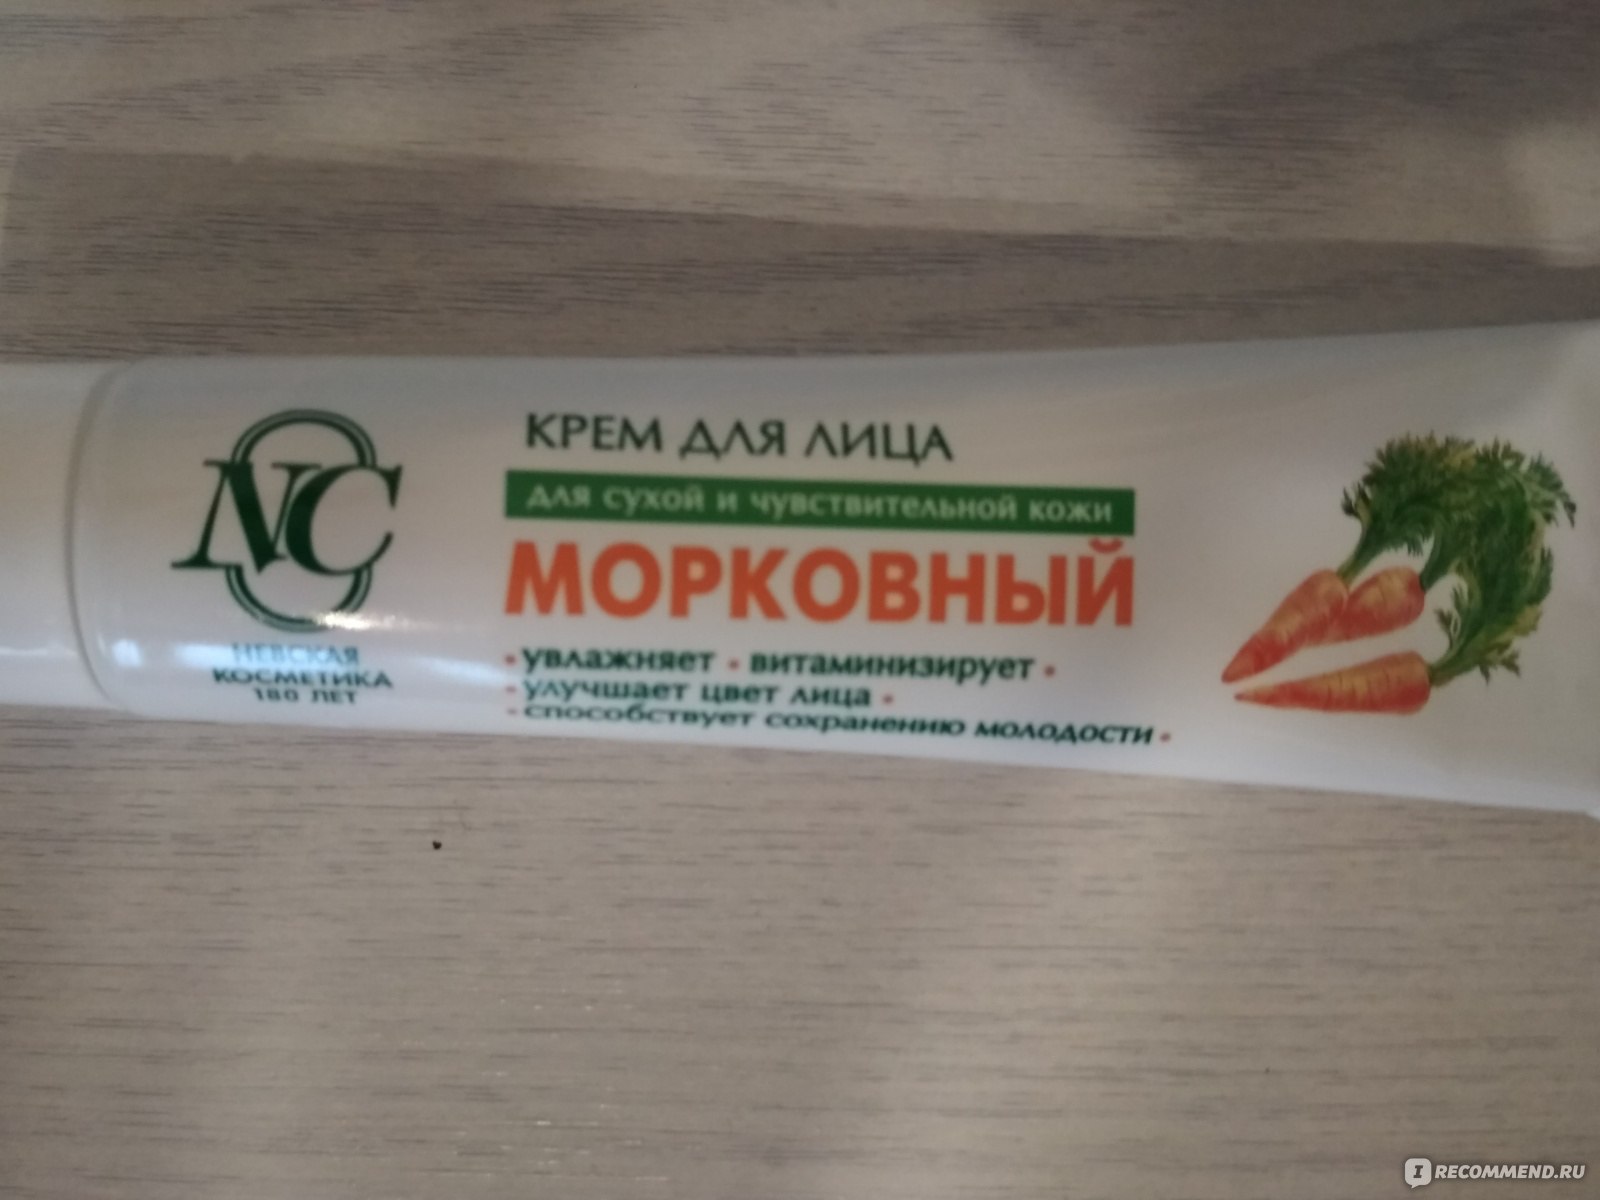 NC
НЕВСКАЯ
КОСМЕТИКА
180 ЛЕТ
КРЕМ ДЛЯ ЛИЦА
ДЛЯ СУХОЙ И ЧУВСТВИТЕЛЬНОЙ КОЖИ
МОРКОВНЫЙ
• УВЛАЖНЯЕТ • ВИТАМИНИЗИРУЕТ •
• УЛУЧШАЕТ ЦВЕТ ЛИЦА •
• СПОСОБСТВУЕТ СОХРАНЕНИЮ МОЛОДОСТИ •
I RECOMMEND.RU